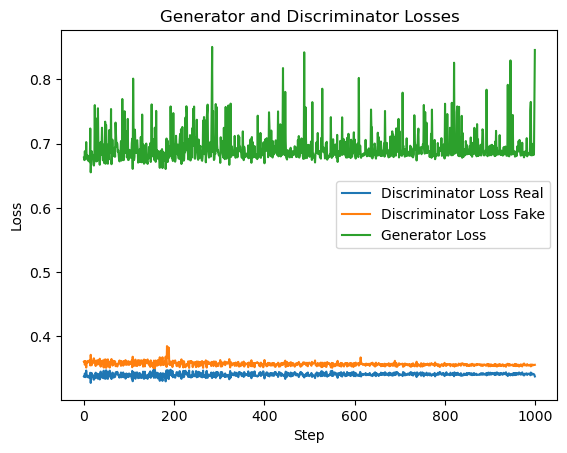 Generator and Discriminator Losses
0.8
0.7
0.6
0.5
0.4
Loss
Discriminator Loss Real
Discriminator Loss Fake
Generator Loss
0
200
400
600
800
1000
Step